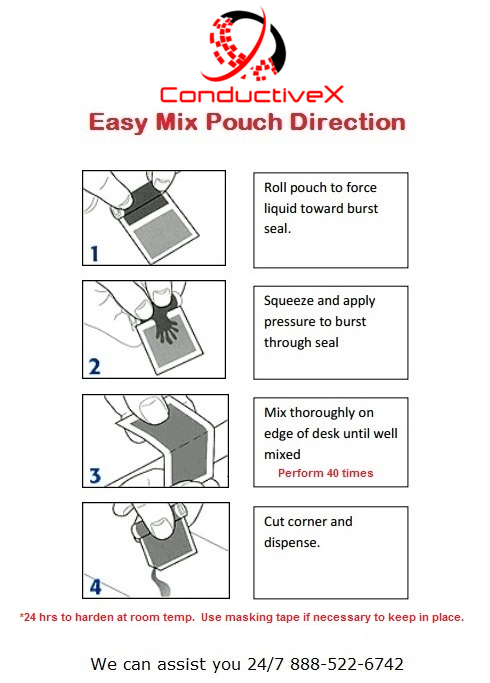 ConductiveX
Easy Mix Pouch Direction
1
Roll pouch to force
liquid toward burst
seal.
2
Squeeze and apply
pressure to burst
through seal
3
Mix thoroughly on
edge of desk until well
mixed
Perform 40 times
4
Cut corner and
dispense.
*24 hrs to harden at room temp. Use masking tape if necessary to keep in place.
We can assist you 24/7 888-522-6742